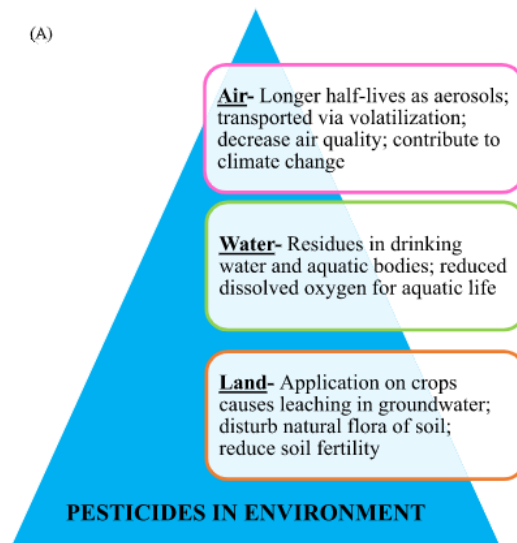 (A)
Air- Longer half-lives as aerosols;
transported via volatilization;
decrease air quality; contribute to
climate change
Water- Residues in drinking
water and aquatic bodies; reduced
dissolved oxygen for aquatic life
Land- Application on crops
causes leaching in groundwater;
disturb natural flora of soil;
reduce soil fertility
PESTICIDES IN ENVIRONMENT